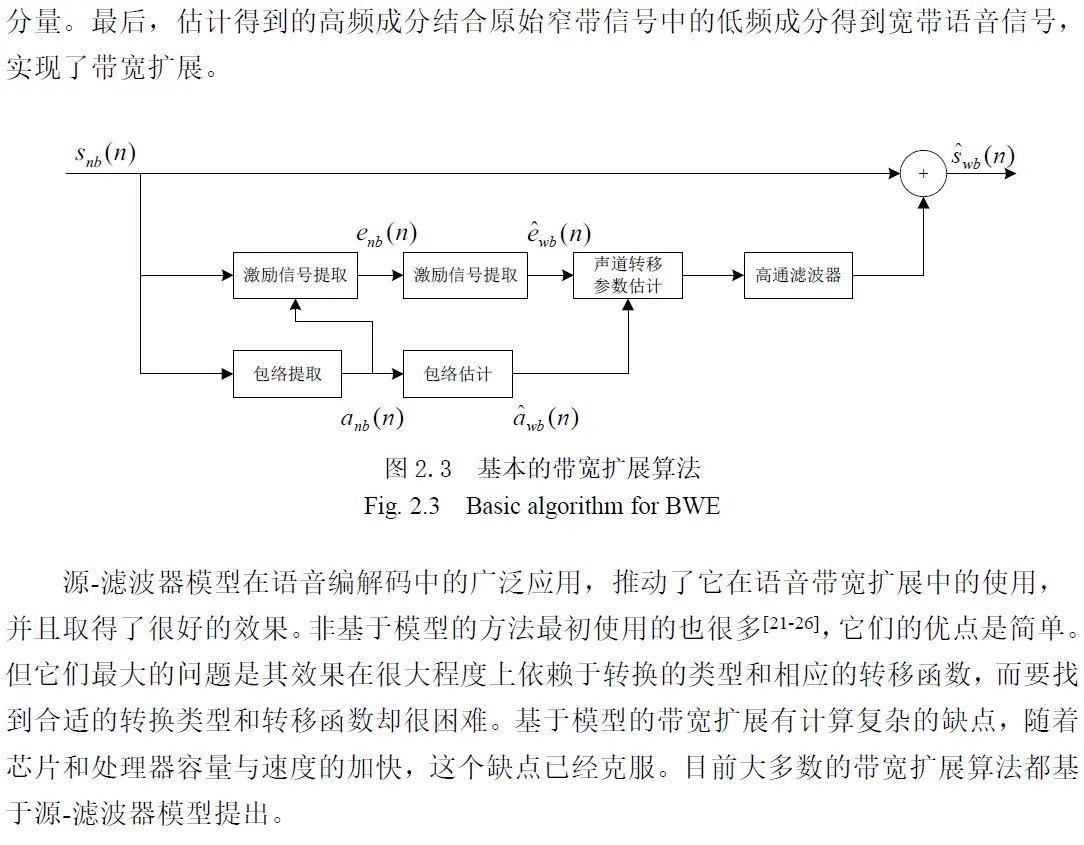 分量。最后，估计得到的高频成分结合原始窄带信号中的低频成分得到宽带语音信号，
实现了带宽扩展。
s_nb(n)
ŝ_wb(n)
+
e_nb(n)
ê_wb(n)
激励信号提取
激励信号提取
声道转移
参数估计
高通滤波器
包络提取
包络估计
a_nb(n)
â_wb(n)
图 2.3 基本的带宽扩展算法
Fig. 2.3 Basic algorithm for BWE
源-滤波器模型在语音编解码中的广泛应用，推动了它在语音带宽扩展中的使用，
并且取得了很好的效果。非基于模型的方法最初使用的也很多[21-26]，它们的优点是简单。
但它们最大的问题是其效果在很大程度上依赖于转换的类型和相应的转移函数，而要找
到合适的转换类型和转移函数却很困难。基于模型的带宽扩展有计算复杂的缺点，随着
芯片和处理器容量与速度的加快，这个缺点已经克服。目前大多数的带宽扩展算法都基
于源-滤波器模型提出。